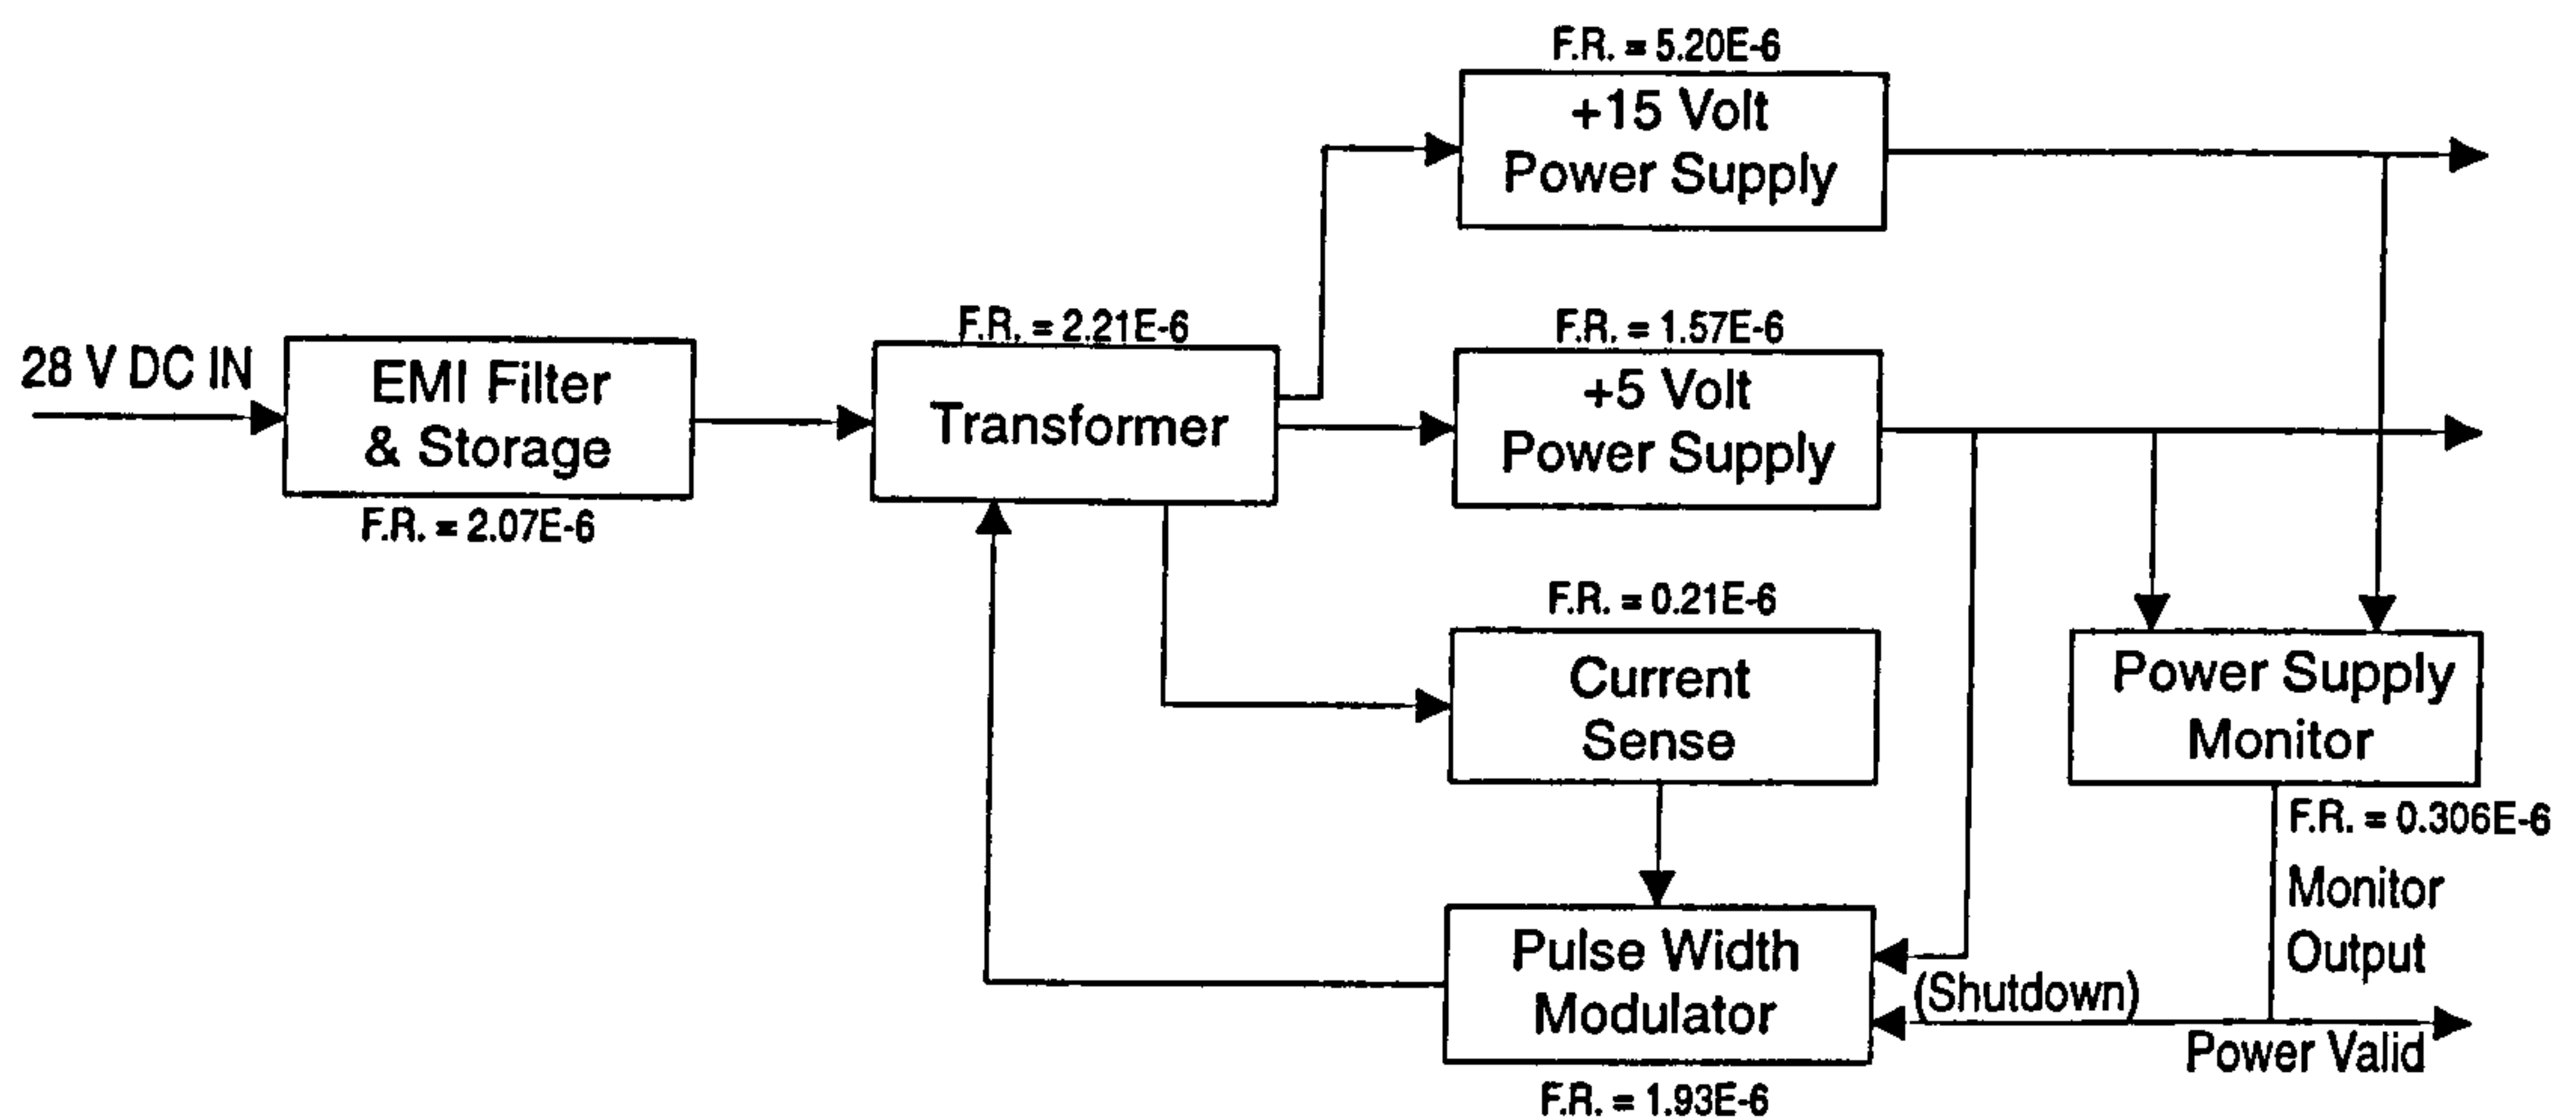 F.R. = 5.20E-6
+15 Volt
Power Supply
28 V DC IN
EMI Filter
& Storage
F.R. = 2.07E-6
F.R. = 2.21E-6
Transformer
F.R. = 1.57E-6
+5 Volt
Power Supply
F.R. = 0.21E-6
Current
Sense
Power Supply
Monitor
F.R. = 0.306E-6
Monitor
Output
Pulse Width
Modulator
(Shutdown)
Power Valid
F.R. = 1.93E-6